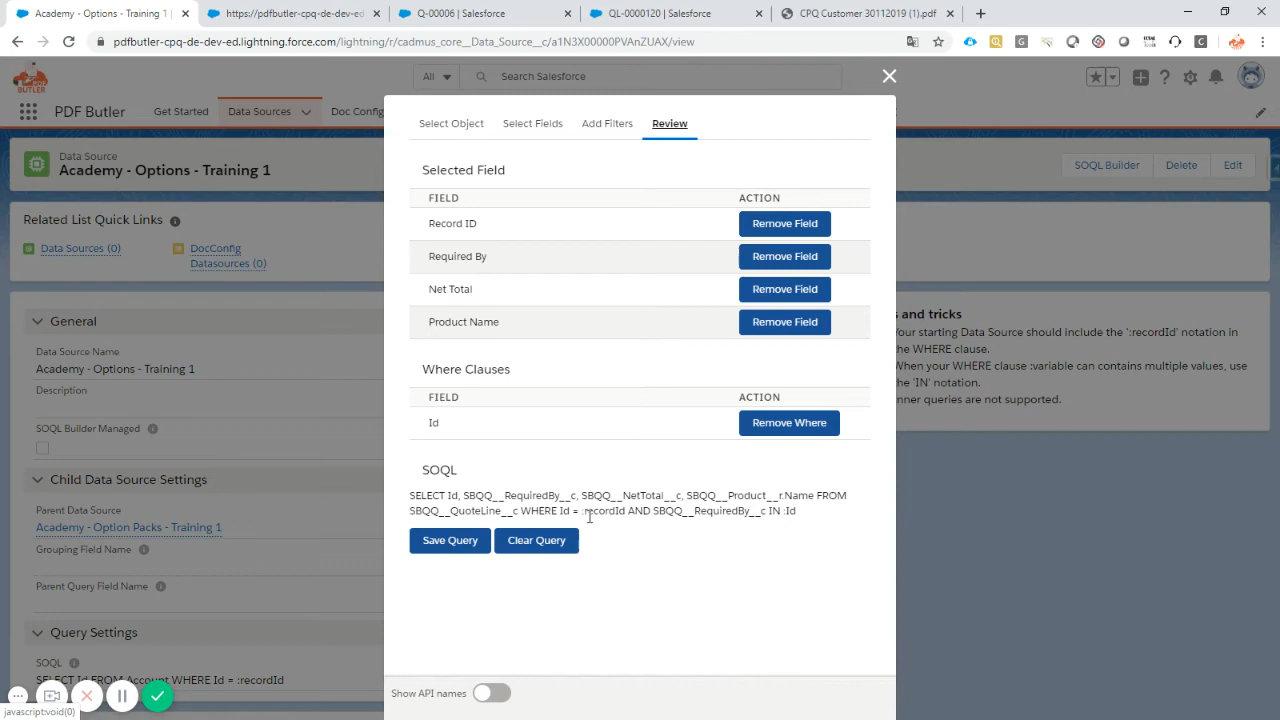 Academy - Options - Training 1
https://pdfbutler-cpq-de-dev-ed
Q-00006 | Salesforce
QL-0000120 | Salesforce
CPQ Customer 30112019 (1).pdf
pdfbutler-cpq-de-dev-ed.lightning.force.com/lightning/r/cadmus_core__Data_Source__c/a1N3X00000PVAnZUAX/view
BUTLER
All
Search Salesforce
PDF Butler
Get Started
Data Sources
Doc Config
Data Source
Academy - Options - Training 1
SOQL Builder
Delete
Edit
Related List Quick Links
Data Sources (0)
DocConfig
Datasources (0)
General
Data Source Name
Academy - Options - Training 1
Description
SOQL Builder Managed
Child Data Source Settings
Parent Data Source
Academy - Option Packs - Training 1
Grouping Field Name
Parent Query Field Name
Query Settings
SOQL
SELECT Id FROM Account WHERE Id = :recordId
javascript:void(0)
Select Object
Select Fields
Add Filters
Review
Selected Field
FIELD
ACTION
Record ID
Remove Field
Required By
Remove Field
Net Total
Remove Field
Product Name
Remove Field
Where Clauses
FIELD
ACTION
Id
Remove Where
SOQL
SELECT Id, SBQQ__RequiredBy__c, SBQQ__NetTotal__c, SBQQ__Product__r.Name FROM
SBQQ__QuoteLine__c WHERE Id = :recordId AND SBQQ__RequiredBy__c IN :Id
Save Query
Clear Query
Show API names
s and tricks
Your starting Data Source should include the ':recordId' notation in
the WHERE clause.
When your WHERE clause :variable can contains multiple values, use
the 'IN' notation.
nner queries are not supported.